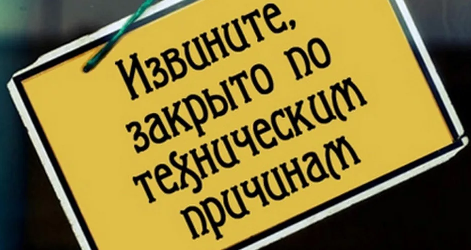 Извините,
закрыто по
техническим
причинам